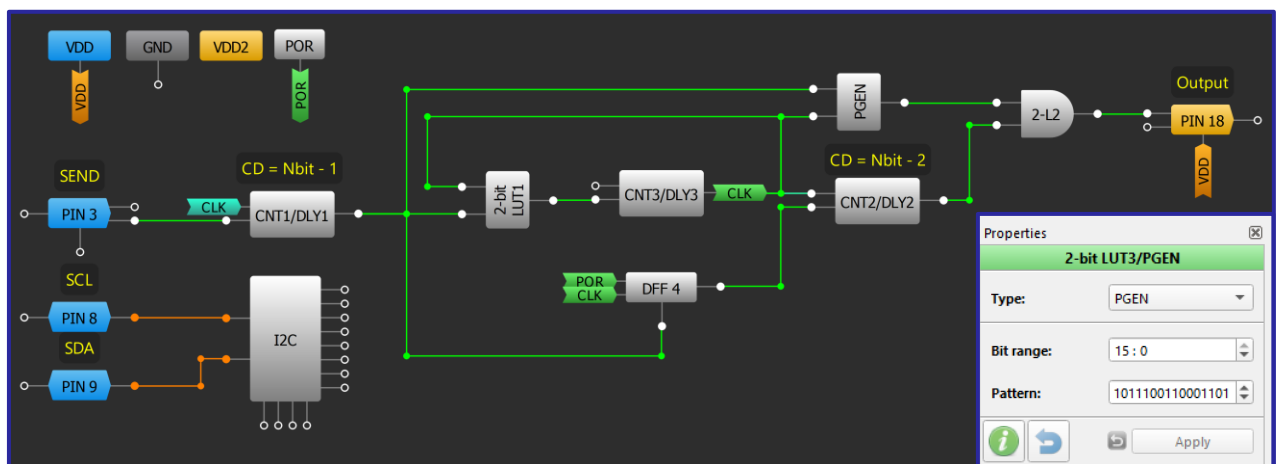 VDD
GND
VDD2
POR
VDD
POR
SEND
PIN 3
CLK
CD = Nbit - 1
CNT1/DLY1
2-bit
LUT1
CNT3/DLY3
CLK
PGEN
CD = Nbit - 2
CNT2/DLY2
2-L2
Output
PIN 18
VDD
POR
CLK
DFF 4
SCL
PIN 8
SDA
PIN 9
I2C
Properties
2-bit LUT3/PGEN
Type:
PGEN
Bit range:
15 : 0
Pattern:
1011100110001101
Apply